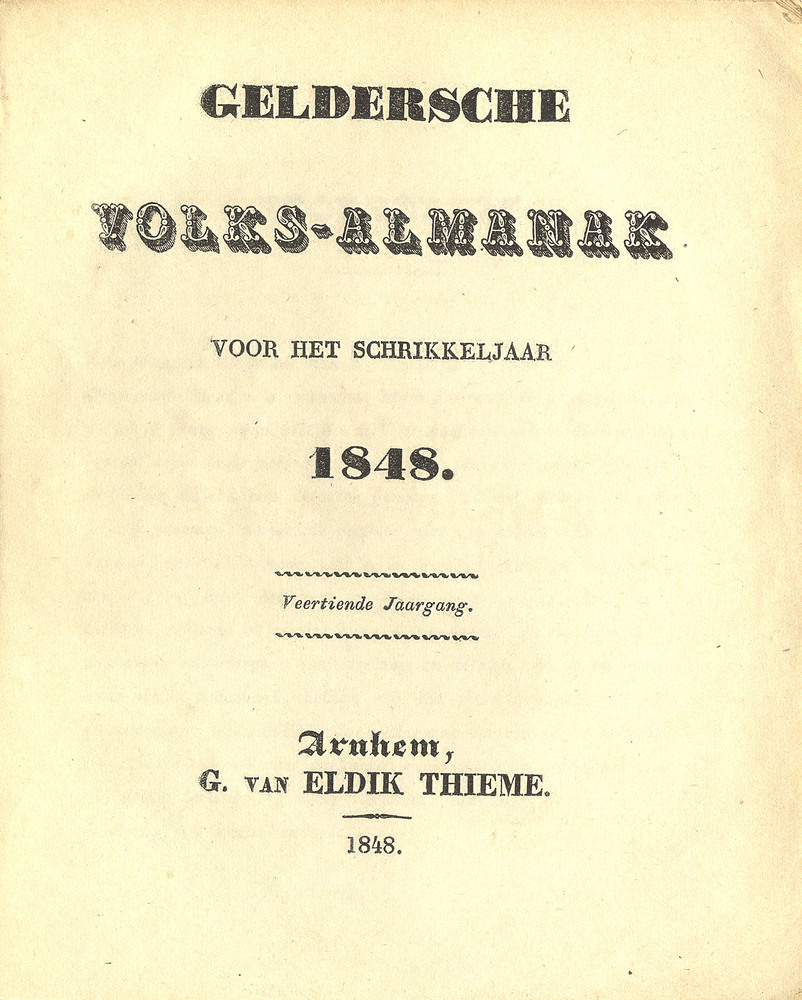 GELDERSCHE
VOLKS-ALMANAK
VOOR HET SCHRIKKELJAAR
1848.
Veertiende Jaargang.
Arnhem,
G. VAN ELDIK THIEME.
1848.